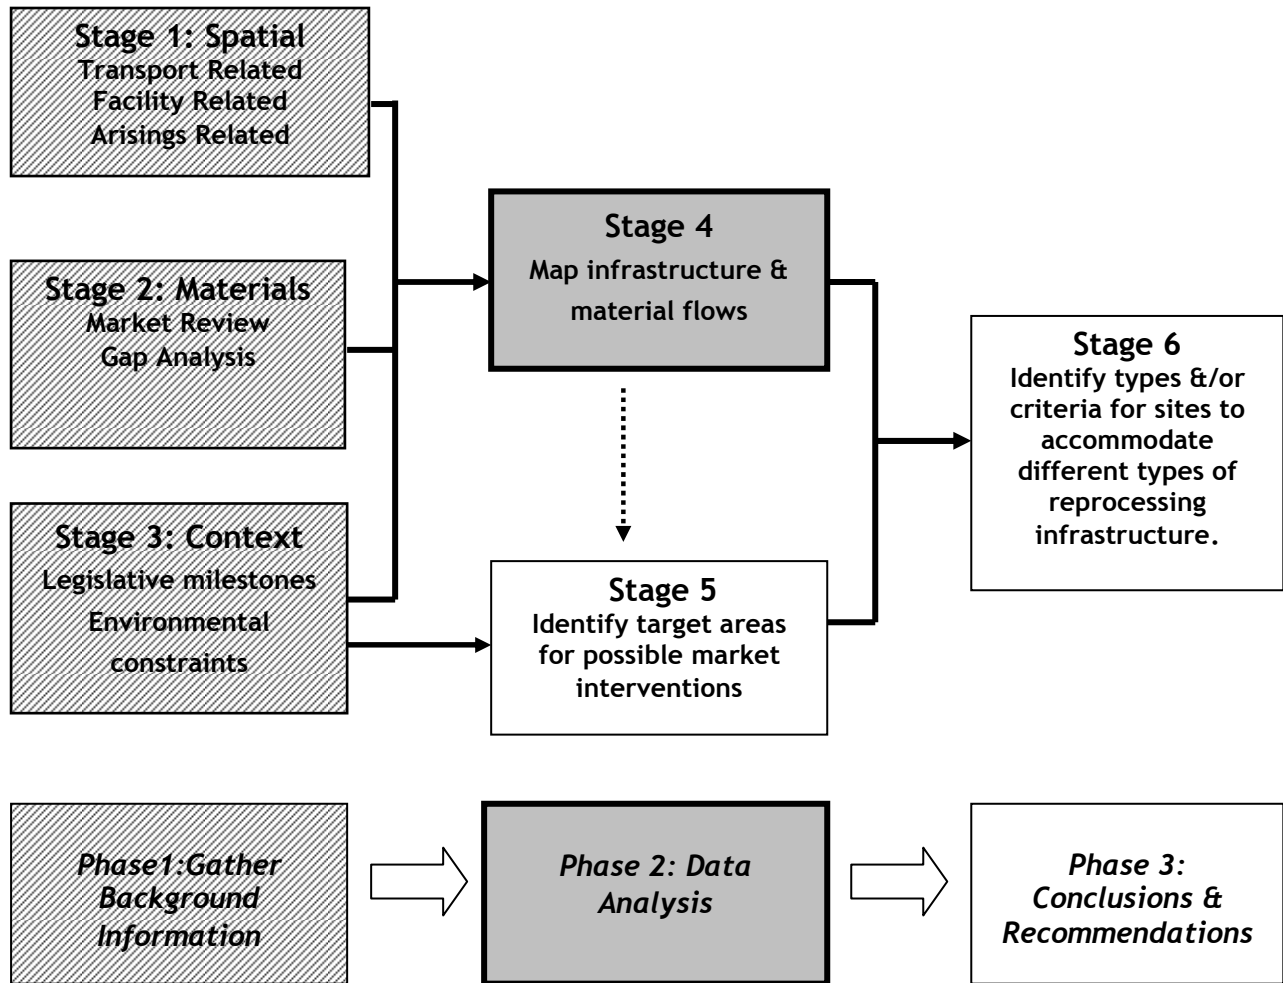 Stage 1: Spatial
Transport Related
Facility Related
Arisings Related
Stage 2: Materials
Market Review
Gap Analysis
Stage 3: Context
Legislative milestones
Environmental
constraints
Stage 4
Map infrastructure &
material flows
Stage 5
Identify target areas
for possible market
interventions
Stage 6
Identify types &/or
criteria for sites to
accommodate
different types of
reprocessing
infrastructure.
Phase1:Gather
Background
Information
Phase 2: Data
Analysis
Phase 3:
Conclusions &
Recommendations